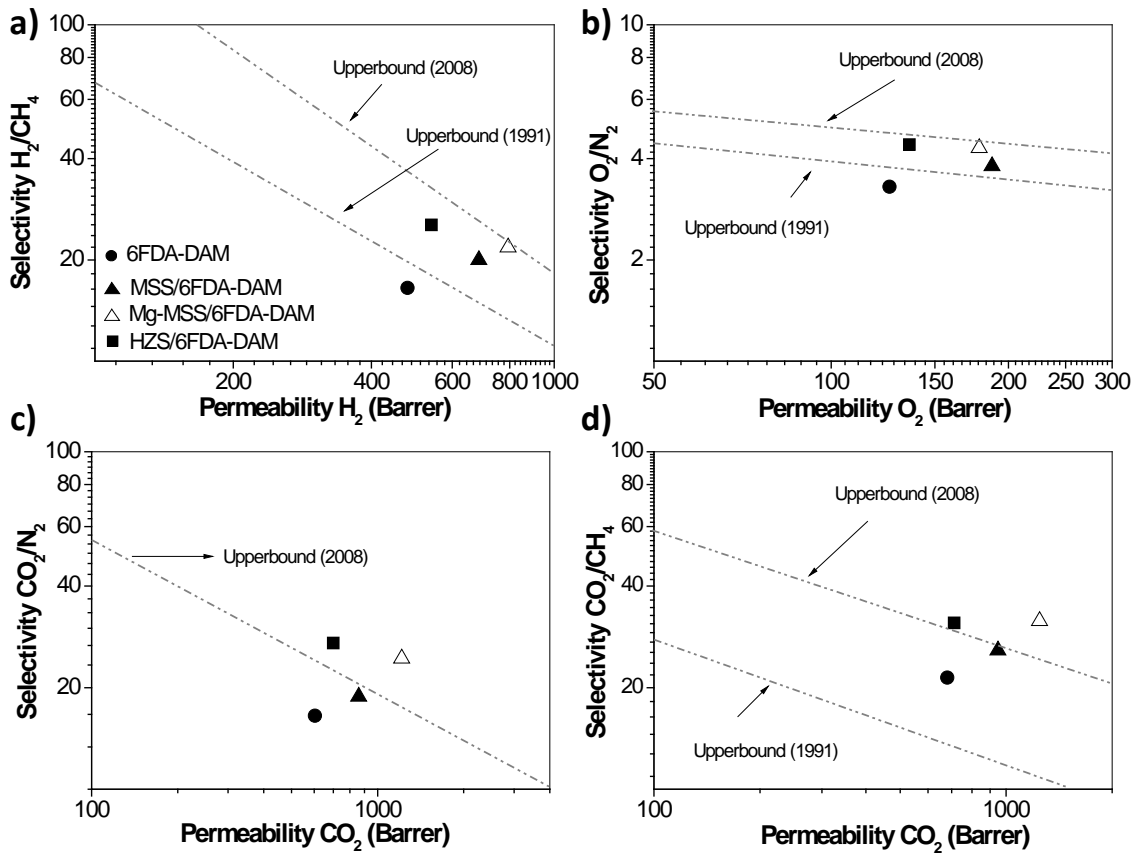 a)
100
80
60
40
20
Selectivity H2/CH4
Upperbound (2008)
Upperbound (1991)
6FDA-DAM
MSS/6FDA-DAM
Mg-MSS/6FDA-DAM
HZS/6FDA-DAM
200 400 600 800 1000
Permeability H2 (Barrer)
b)
10
8
6
4
2
Selectivity O2/N2
Upperbound (2008)
Upperbound (1991)
50 100 150 200 250 300
Permeability O2 (Barrer)
c)
100
80
60
40
20
Selectivity CO2/N2
Upperbound (2008)
100 1000
Permeability CO2 (Barrer)
d)
100
80
60
40
20
Selectivity CO2/CH4
Upperbound (2008)
Upperbound (1991)
100 1000
Permeability CO2 (Barrer)